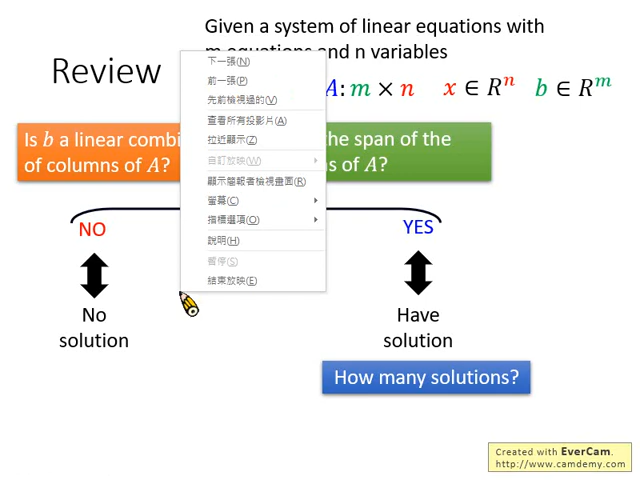 Given a system of linear equations with
m equations and n variables
Review
A: m × n x ∈ Rⁿ b ∈ Rᵐ
Is b a linear combi
of columns of A?
the span of the
s of A?
下一張(N)
前一張(P)
先前檢視過的(V)
查看所有投影片(A)
拉近顯示(Z)
自訂放映(W)
顯示簡報者檢視畫面(R)
螢幕(C)
指標選項(O)
說明(H)
暫停(S)
結束放映(E)
NO
YES
No
solution
Have
solution
How many solutions?
Created with EverCam.
http://www.camdemy.com